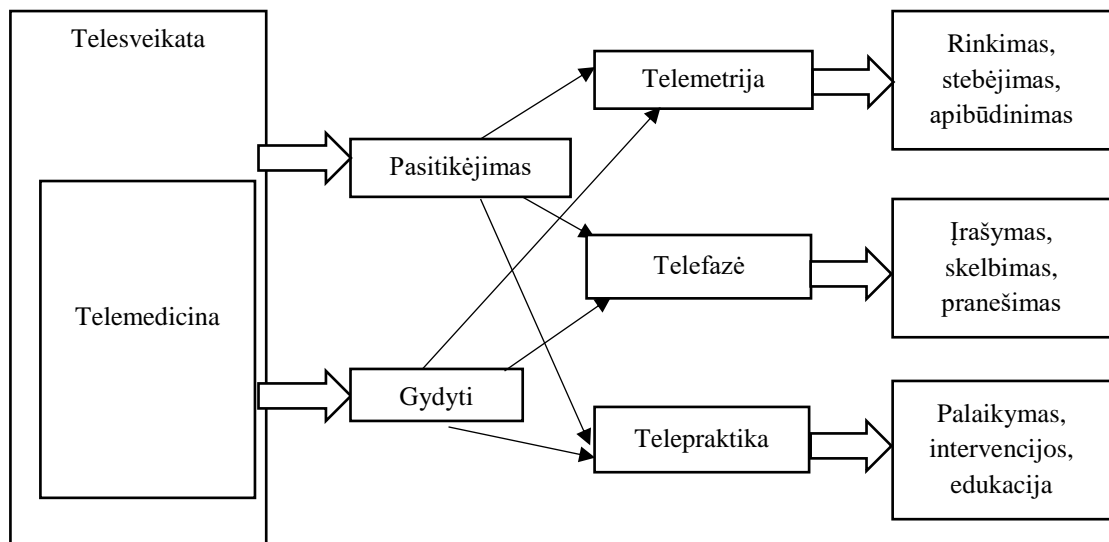 Telesveikata
Telemedicina
Pasitikėjimas
Gydyti
Telemetrija
Telefazė
Telepraktika
Rinkimas,
stebėjimas,
apibūdinimas
Įrašymas,
skelbimas,
pranešimas
Palaikymas,
intervencijos,
edukacija